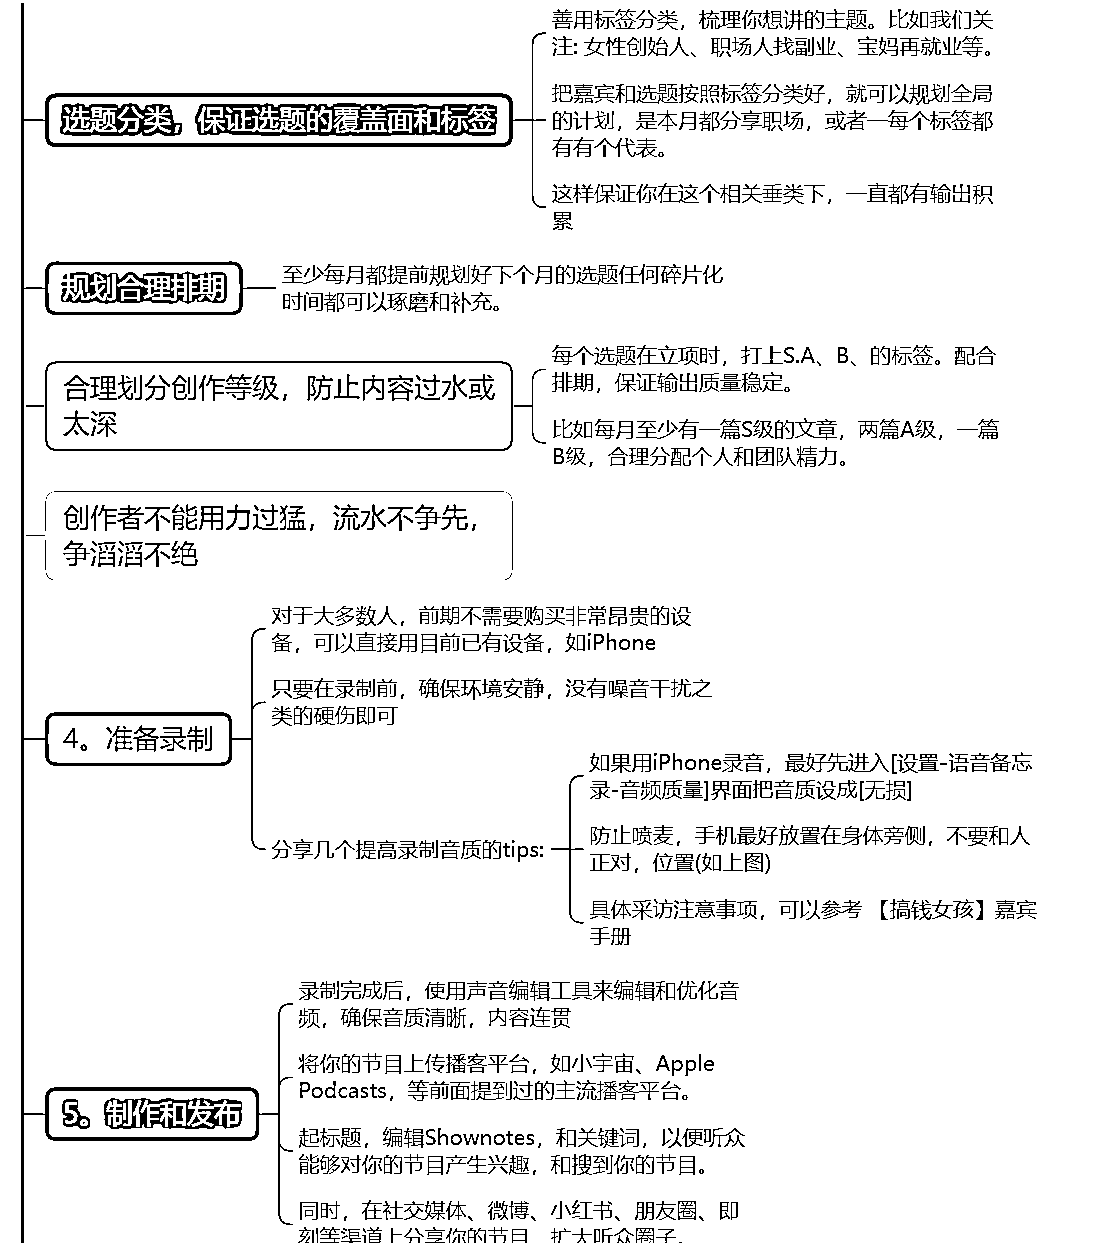 善用标签分类，梳理你想讲的主题。比如我们关
注: 女性创始人、职场人找副业、宝妈再就业等。
选题分类，保证选题的覆盖面和标签
把嘉宾和选题按照标签分类好，就可以规划全局
的计划，是本月都分享职场，或者一每个标签都
有有个代表。
这样保证你在这个相关垂类下，一直都有输出积
累
规划合理排期
至少每月都提前规划好下个月的选题任何碎片化
时间都可以琢磨和补充。
合理划分创作等级，防止内容过水或
太深
每个选题在立项时，打上S.A、B、的标签。配合
排期，保证输出质量稳定。
比如每月至少有一篇S级的文章，两篇A级，一篇
B级，合理分配个人和团队精力。
创作者不能用力过猛，流水不争先，
争滔滔不绝
4。准备录制
对于大多数人，前期不需要购买非常昂贵的设
备，可以直接用目前已有设备，如iPhone
只要在录制前，确保环境安静，没有噪音干扰之
类的硬伤即可
分享几个提高录制音质的tips:
如果用iPhone录音，最好先进入[设置-语音备忘
录-音频质量]界面把音质设成[无损]
防止喷麦，手机最好放置在身体旁侧，不要和人
正对，位置(如上图)
具体采访注意事项，可以参考 【搞钱女孩】嘉宾
手册
5。制作和发布
录制完成后，使用声音编辑工具来编辑和优化音
频，确保音质清晰，内容连贯
将你的节目上传播客平台，如小宇宙、Apple
Podcasts，等前面提到过的主流播客平台。
起标题，编辑Shownotes，和关键词，以便听众
能够对你的节目产生兴趣，和搜到你的节目。
同时，在社交媒体、微博、小红书、朋友圈、即
刻等渠道上分享你的节目，扩大听众圈子。